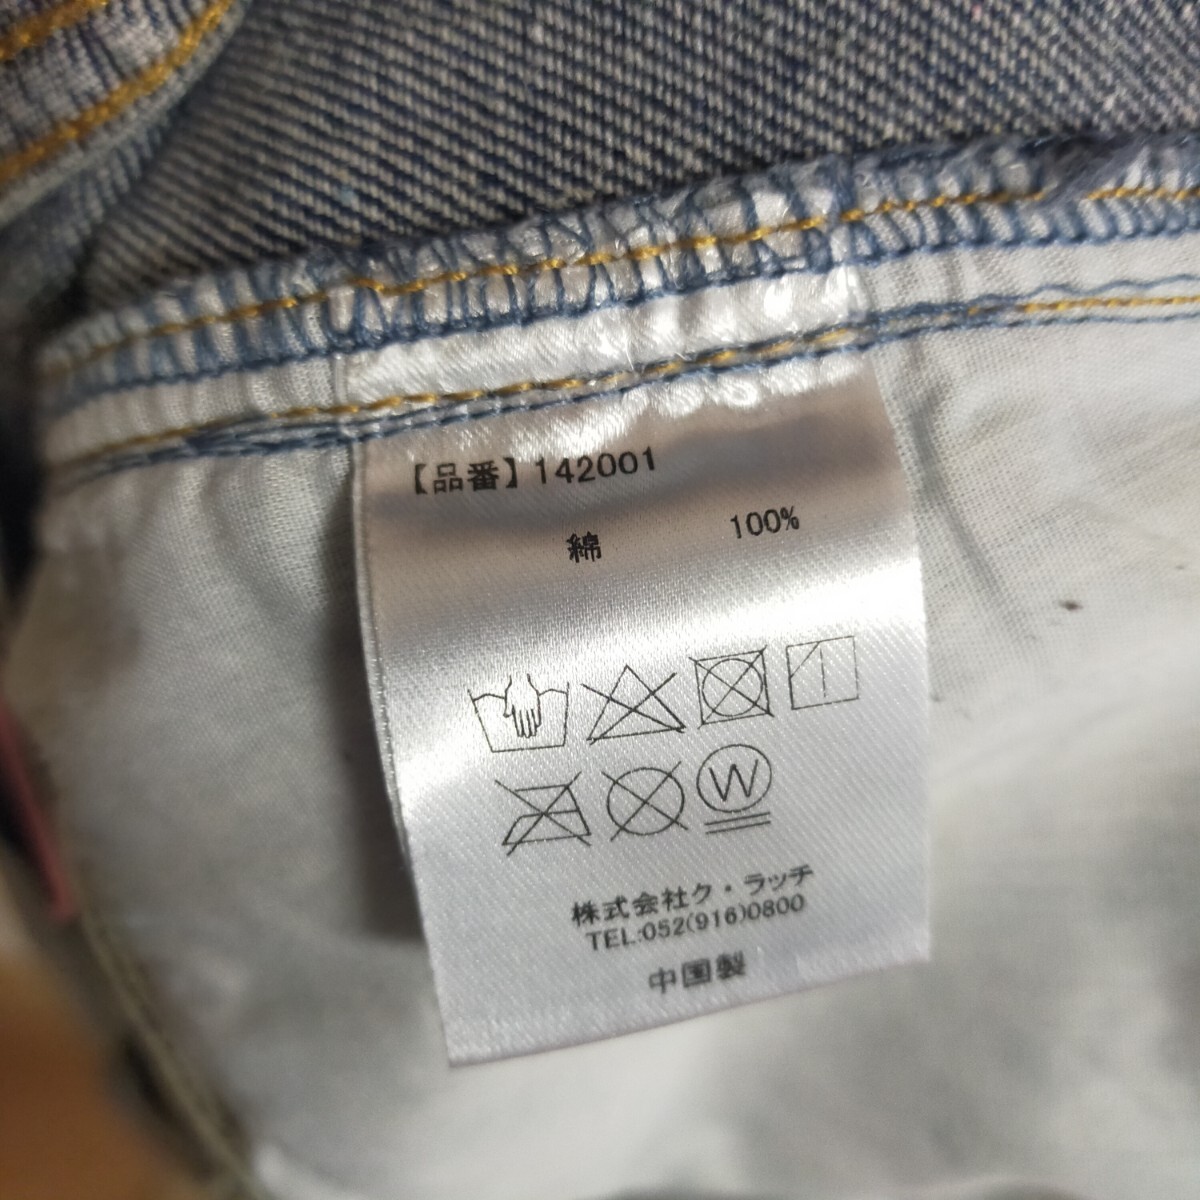 【品番】142001
綿 100%
W
株式会社ク・ラッチ
TEL:052(916)0800
中国製